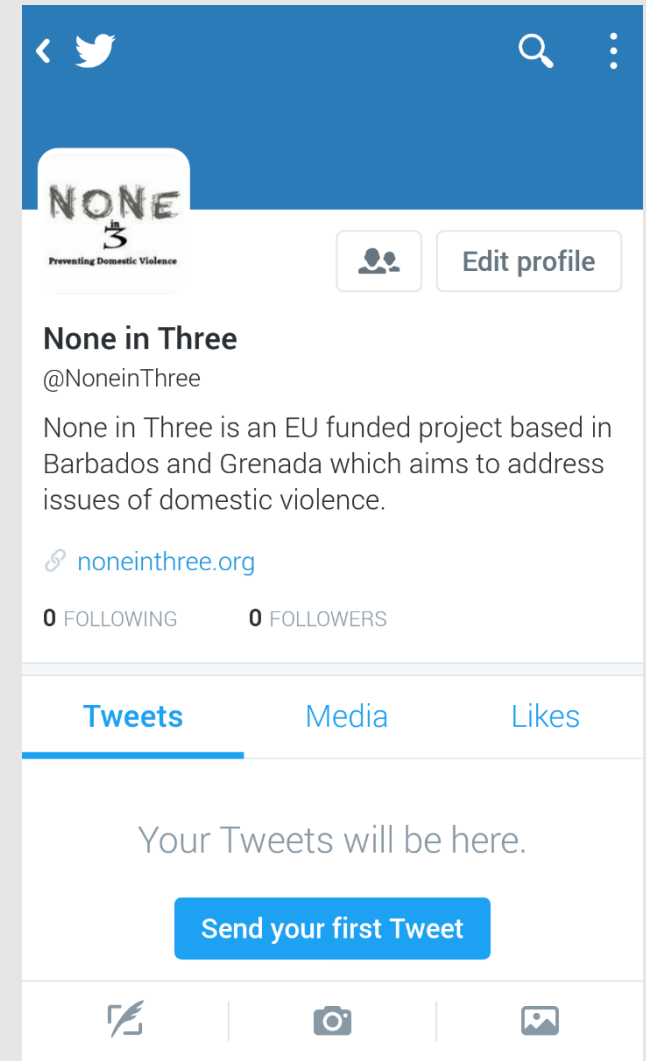 NONE
in
3
Preventing Domestic Violence
Edit profile
None in Three
@NoneinThree
None in Three is an EU funded project based in
Barbados and Grenada which aims to address
issues of domestic violence.
noneinthree.org
0 FOLLOWING 0 FOLLOWERS
Tweets Media Likes
Your Tweets will be here.
Send your first Tweet